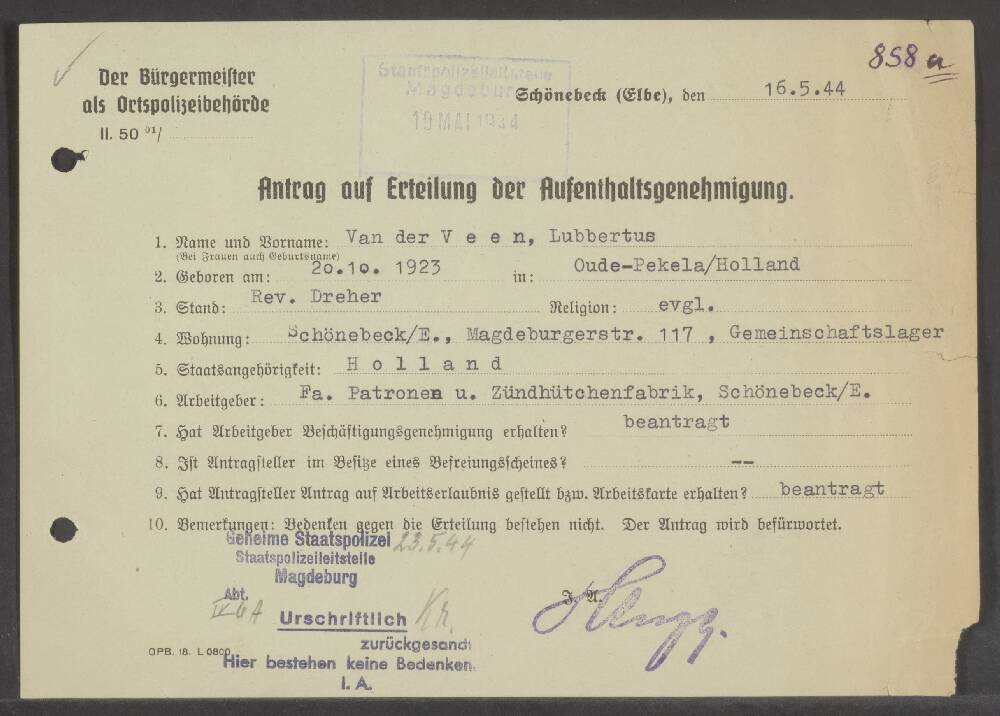 858 a
Der Bürgermeister
als Ortspolizeibehörde
II. 50 01/
Staatspolizeileitstelle
Magdeburg
19 MAI 1944
Schönebeck (Elbe), den 16.5.44
Antrag auf Erteilung der Aufenthaltsgenehmigung.
1. Name und Vorname: Van der V e e n, Lubbertus
(Bei Frauen auch Geburtsname)
2. Geboren am: 2o.1o. 1923 in: Oude-Pekela/Holland
3. Stand: Rev. Dreher Religion: evgl.
4. Wohnung: Schönebeck/E., Magdeburgerstr. 117 , Gemeinschaftslager
5. Staatsangehörigkeit: H o l l a n d
6. Arbeitgeber: Fa. Patronen u. Zündhütchenfabrik, Schönebeck/E.
7. Hat Arbeitgeber Beschäftigungsgenehmigung erhalten? beantragt
8. Ist Antragsteller im Besitze eines Befreiungsscheines? --
9. Hat Antragsteller Antrag auf Arbeitserlaubnis gestellt bzw. Arbeitskarte erhalten? beantragt
10. Bemerkungen: Bedenken gegen die Erteilung bestehen nicht. Der Antrag wird befürwortet.
Geheime Staatspolizei 23.5.44
Staatspolizeileitstelle
Magdeburg
Abt.
IV 6 A
Urschriftlich Kr.
zurückgesandt
Hier bestehen keine Bedenken.
I. A.
J. A.
OPB. 18. L 0800